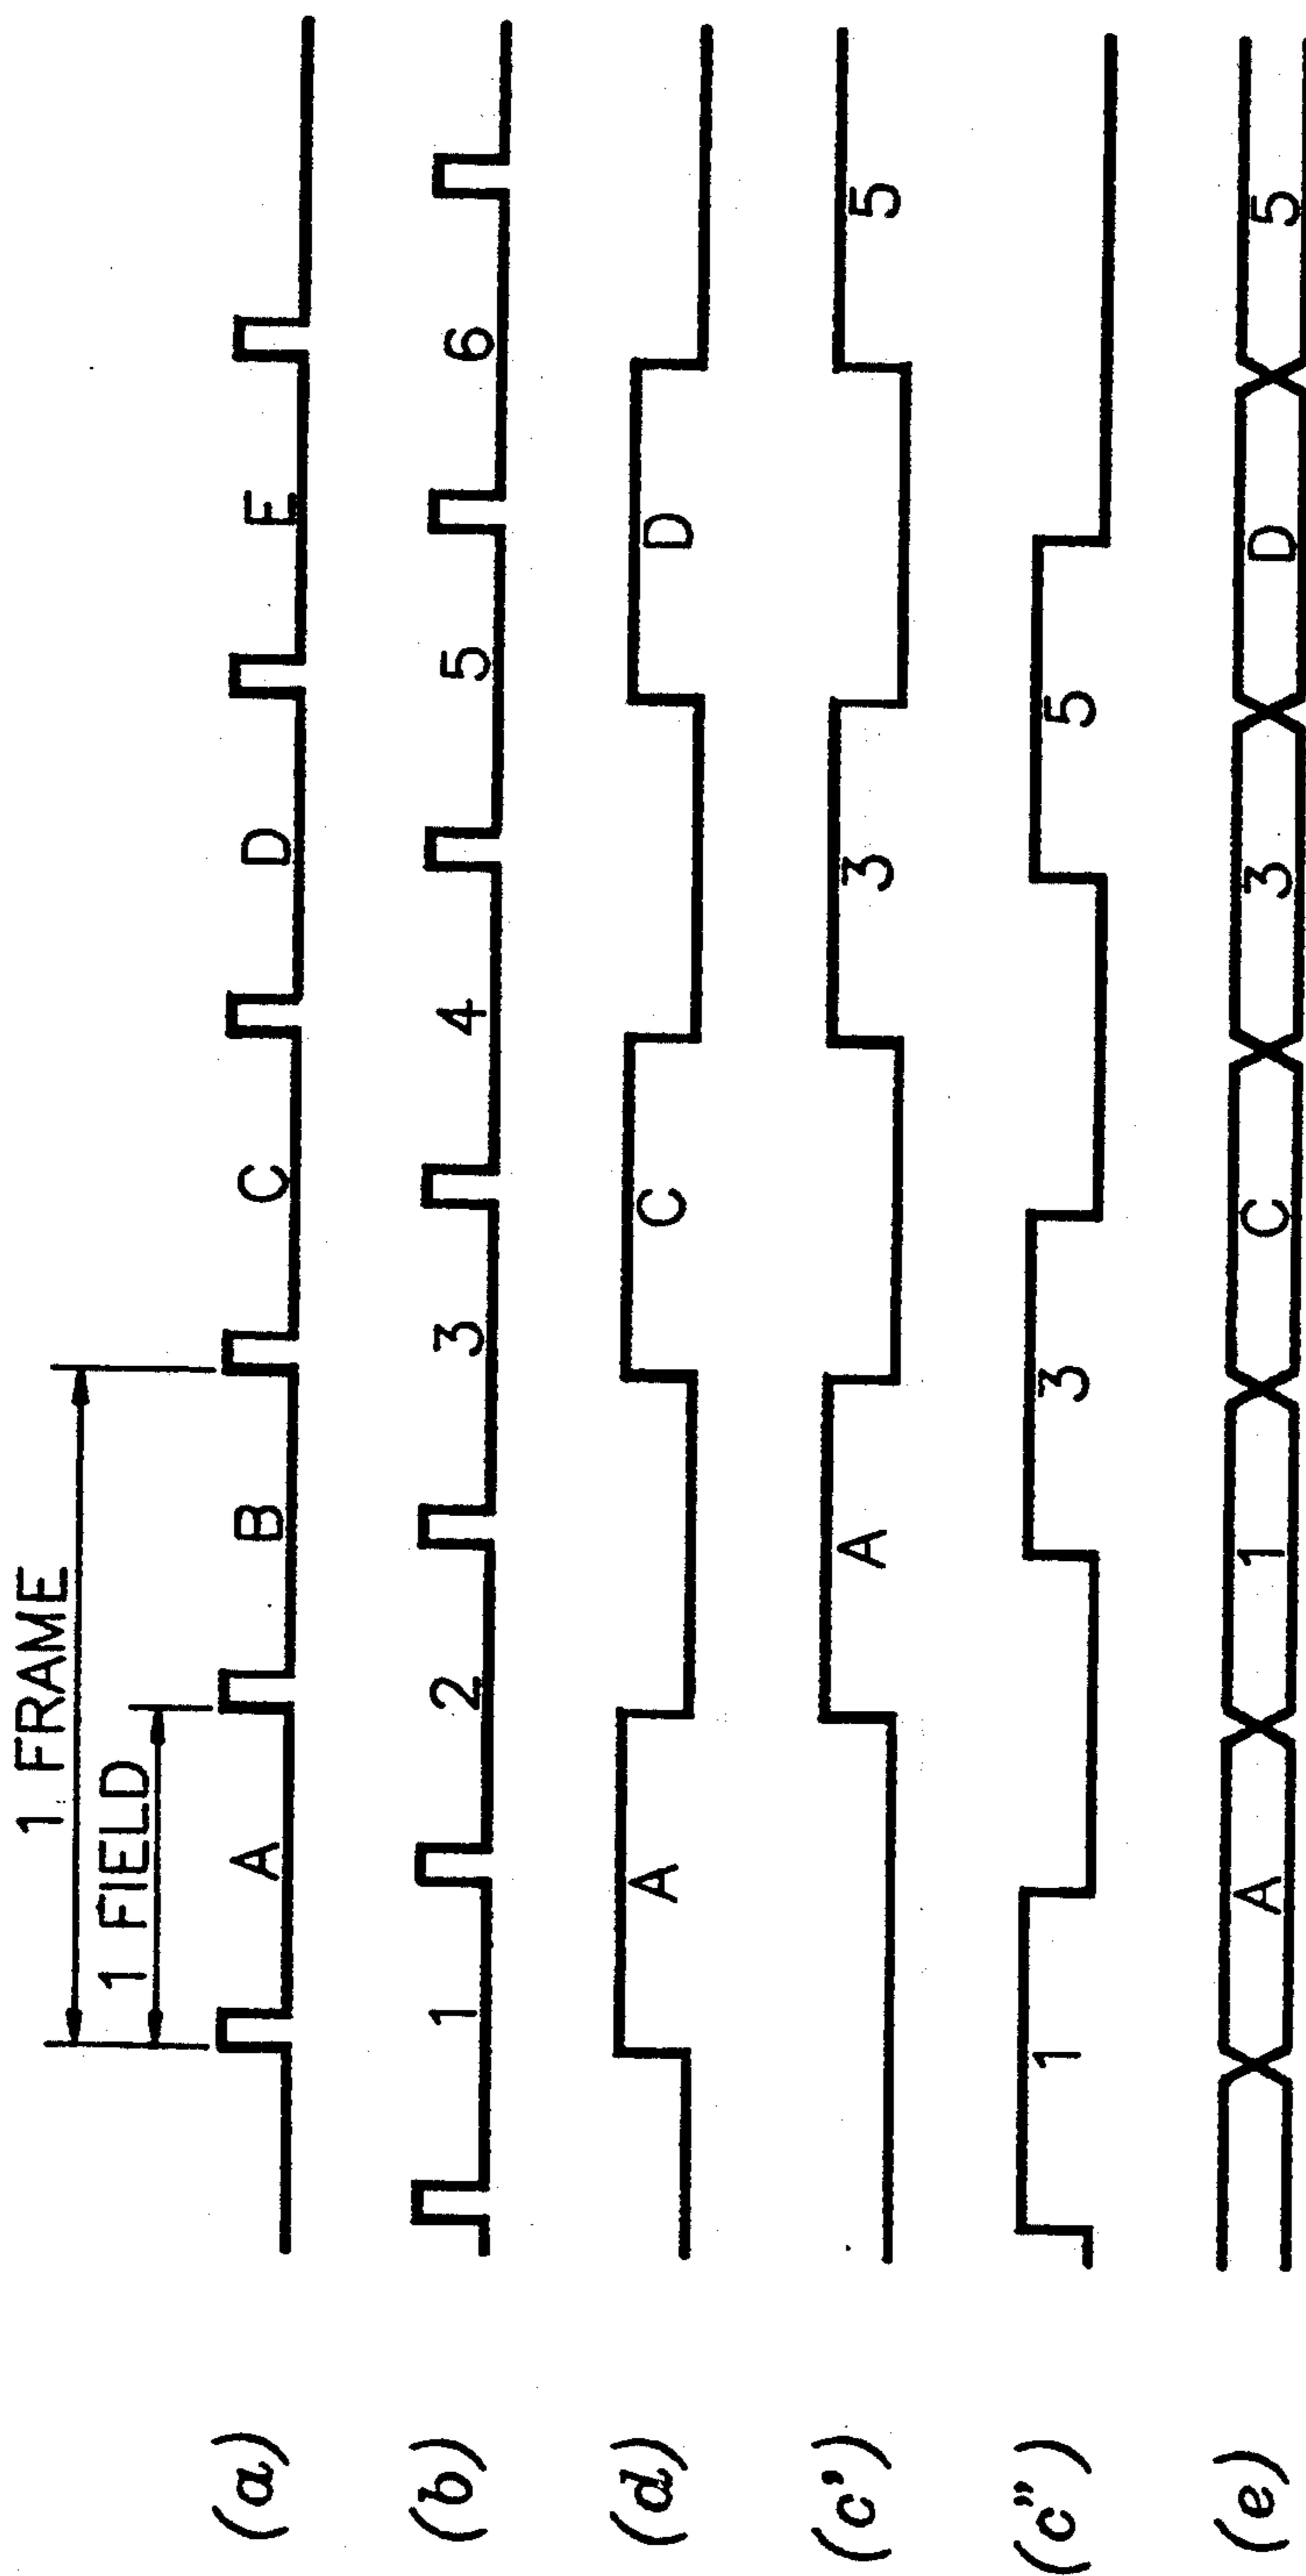 1 FRAME
1 FIELD
(a) A B C D E
(b) 1 2 3 4 5 6
(d) A C D
(c') A 3 5
(c") 1 3 5
(e) A 1 C 3 D 5